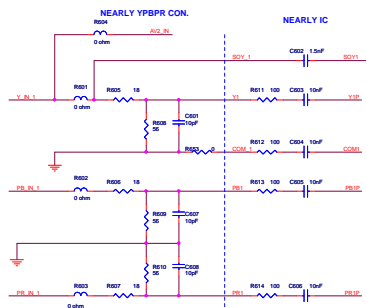 NEARLY YPBPR CON.
NEARLY IC
R604
0 ohm
AV2_IN
SOY_1
C602 1.5nF
SOY1
Y_IN_1
R601
0 ohm
R605 18
Y1
R611 100
C603 10nF
Y1P
R608
56
C601
10pF
R653 0
COM_1
R612 100
C604 10nF
COM1
PB_IN_1
R602
0 ohm
R606 18
PB1
R613 100
C605 10nF
PB1P
R609
56
C607
10pF
R610
56
C608
10pF
PR_IN_1
R603
0 ohm
R607 18
PR1
R614 100
C606 10nF
PR1P